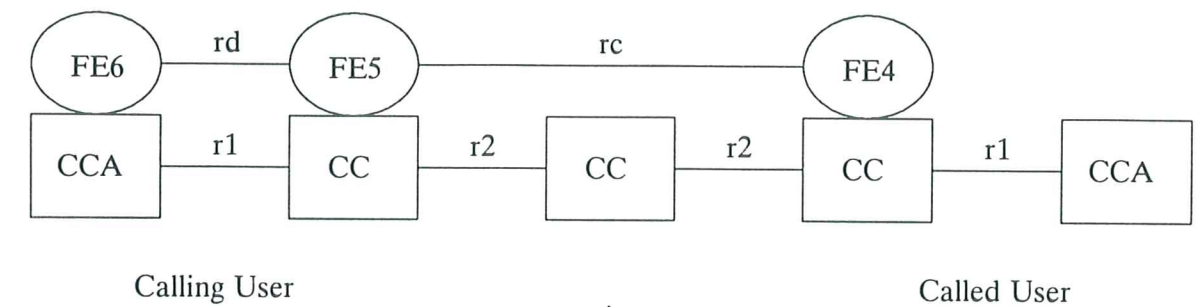 rd rc
FE6 FE5 FE4
r1 r2 r2 r1
CCA CC CC CC CCA
Calling User Called User